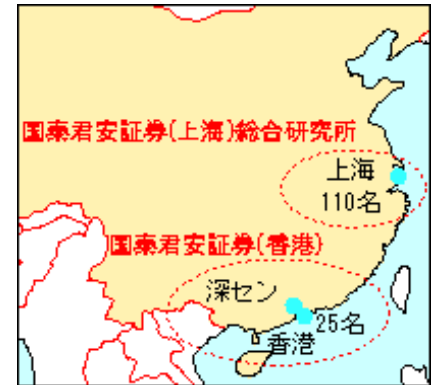 国泰君安証券(上海)総合研究所
上海
110名
国泰君安証券(香港)
深セン
25名
香港